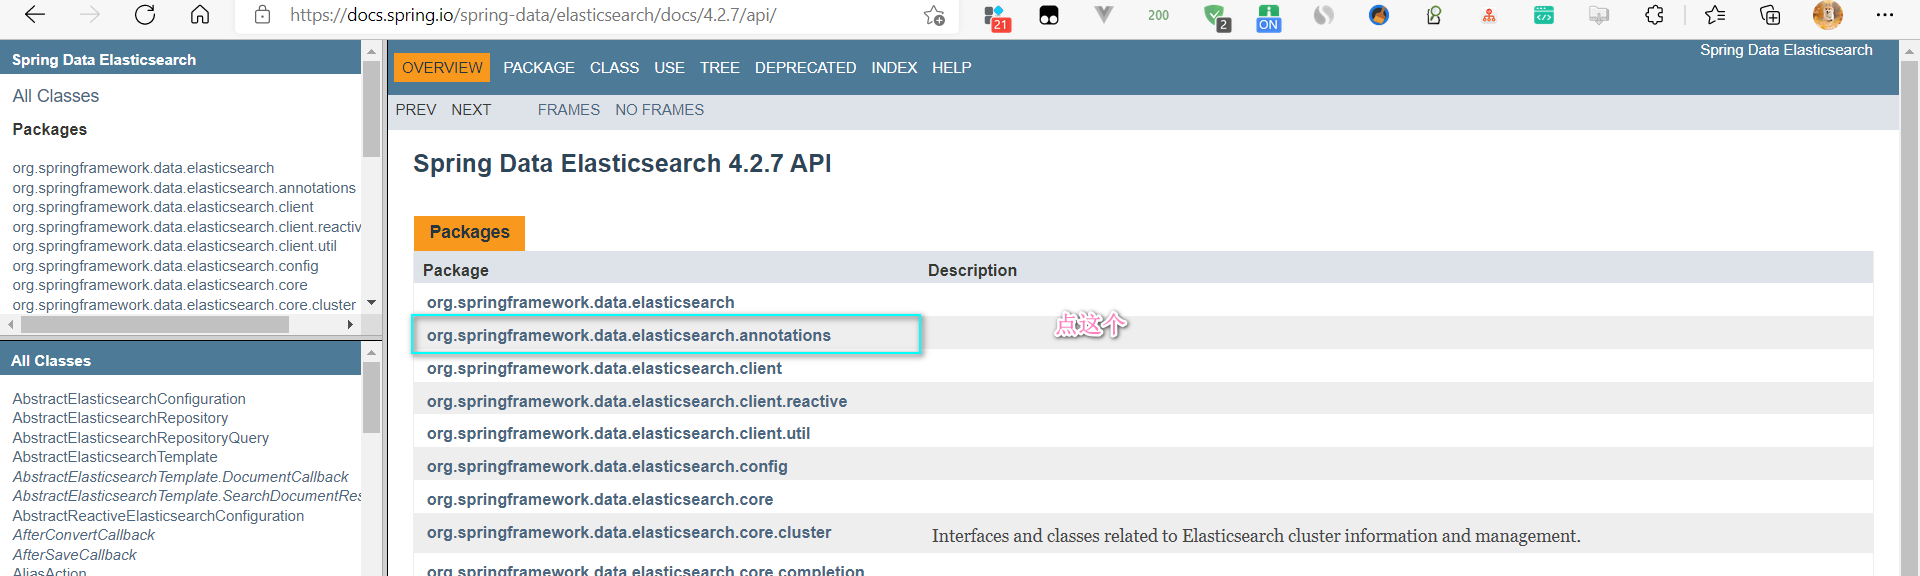 https://docs.spring.io/spring-data/elasticsearch/docs/4.2.7/api/
21
200
2
ON
Spring Data Elasticsearch
All Classes
Packages
org.springframework.data.elasticsearch
org.springframework.data.elasticsearch.annotations
org.springframework.data.elasticsearch.client
org.springframework.data.elasticsearch.client.reactiv
org.springframework.data.elasticsearch.client.util
org.springframework.data.elasticsearch.config
org.springframework.data.elasticsearch.core
org.springframework.data.elasticsearch.core.cluster
All Classes
AbstractElasticsearchConfiguration
AbstractElasticsearchRepository
AbstractElasticsearchRepositoryQuery
AbstractElasticsearchTemplate
AbstractElasticsearchTemplate.DocumentCallback
AbstractElasticsearchTemplate.SearchDocumentRes
AbstractReactiveElasticsearchConfiguration
AfterConvertCallback
AfterSaveCallback
AliasAction
Spring Data Elasticsearch
OVERVIEW PACKAGE CLASS USE TREE DEPRECATED INDEX HELP
PREV NEXT FRAMES NO FRAMES
Spring Data Elasticsearch 4.2.7 API
Packages
Package Description
org.springframework.data.elasticsearch
org.springframework.data.elasticsearch.annotations
点这个
org.springframework.data.elasticsearch.client
org.springframework.data.elasticsearch.client.reactive
org.springframework.data.elasticsearch.client.util
org.springframework.data.elasticsearch.config
org.springframework.data.elasticsearch.core
org.springframework.data.elasticsearch.core.cluster Interfaces and classes related to Elasticsearch cluster information and management.
org.springframework.data.elasticsearch.core.completion